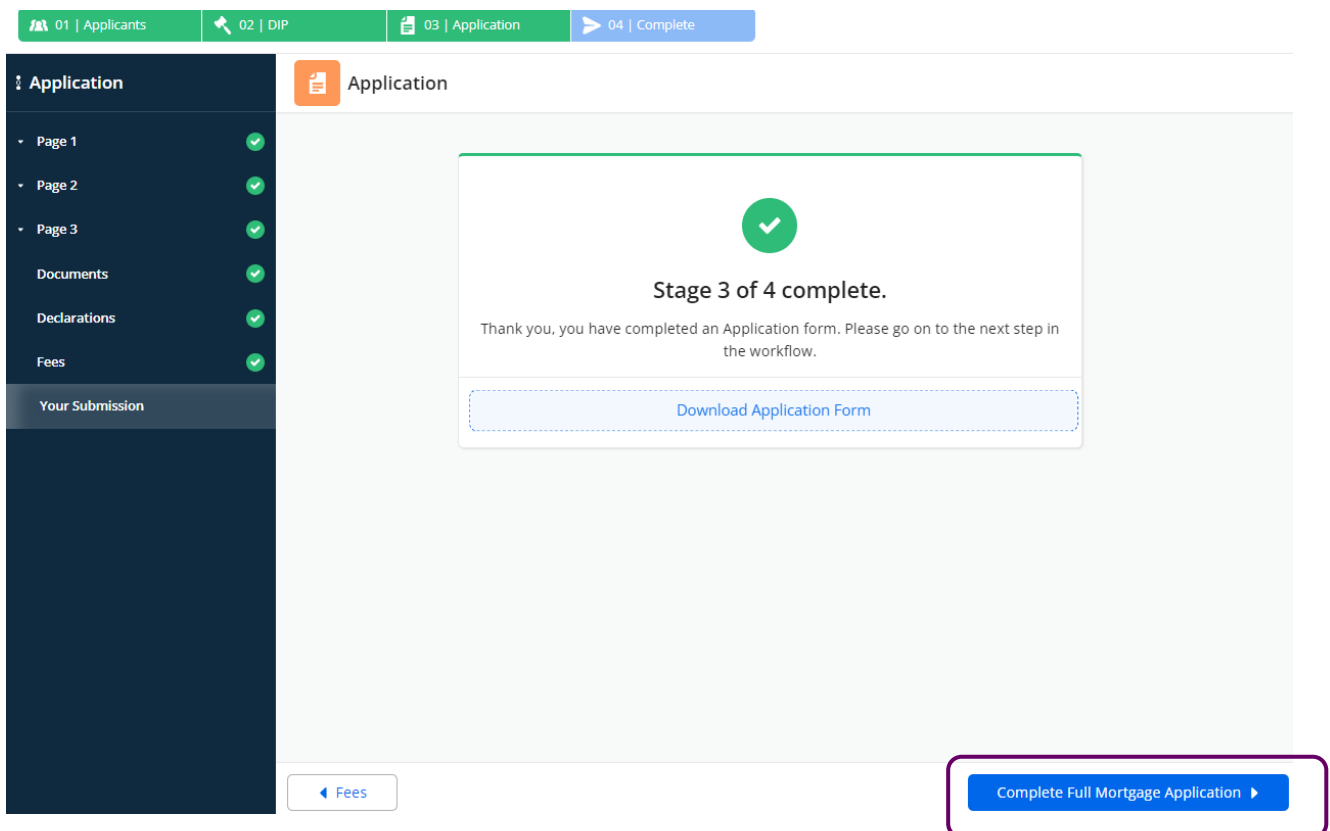 01 | Applicants
02 | DIP
03 | Application
04 | Complete
Application
Page 1
Page 2
Page 3
Documents
Declarations
Fees
Your Submission
Application
Stage 3 of 4 complete.
Thank you, you have completed an Application form. Please go on to the next step in
the workflow.
Download Application Form
Fees
Complete Full Mortgage Application